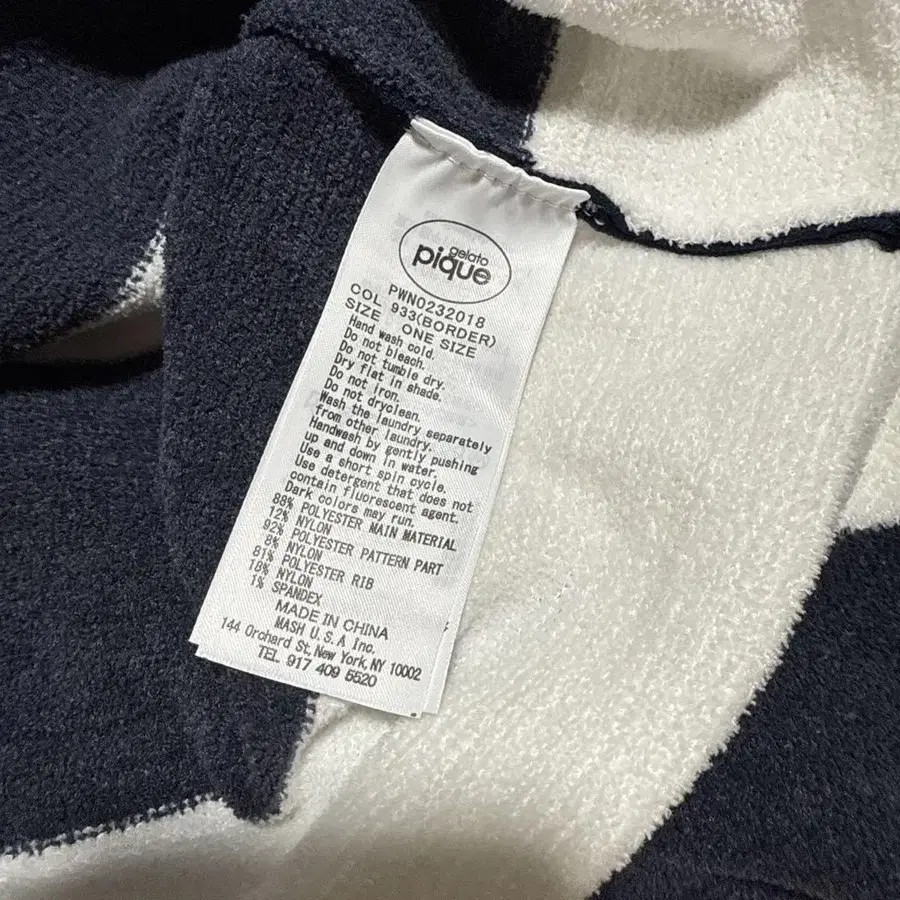 gelato
pique
PWN0232018
COL 933(BORDER)
SIZE ONE SIZE
Hand wash cold.
Do not bleach.
Do not tumble dry.
Dry flat in shade.
Do not iron.
Do not dryclean.
Wash the laundry separately
from other laundry.
Handwash by gently pushing
up and down in water.
Use a short spin cycle.
Use detergent that does not
contain fluorescent agent.
Dark colors may run.
88% POLYESTER MAIN MATERIAL
12% NYLON
92% POLYESTER PATTERN PART
8% NYLON
81% POLYESTER RIB
18% NYLON
1% SPANDEX
MADE IN CHINA
MASH U.S.A Inc.
144 Orchard St, New York, NY 10002
TEL 917 409 5520